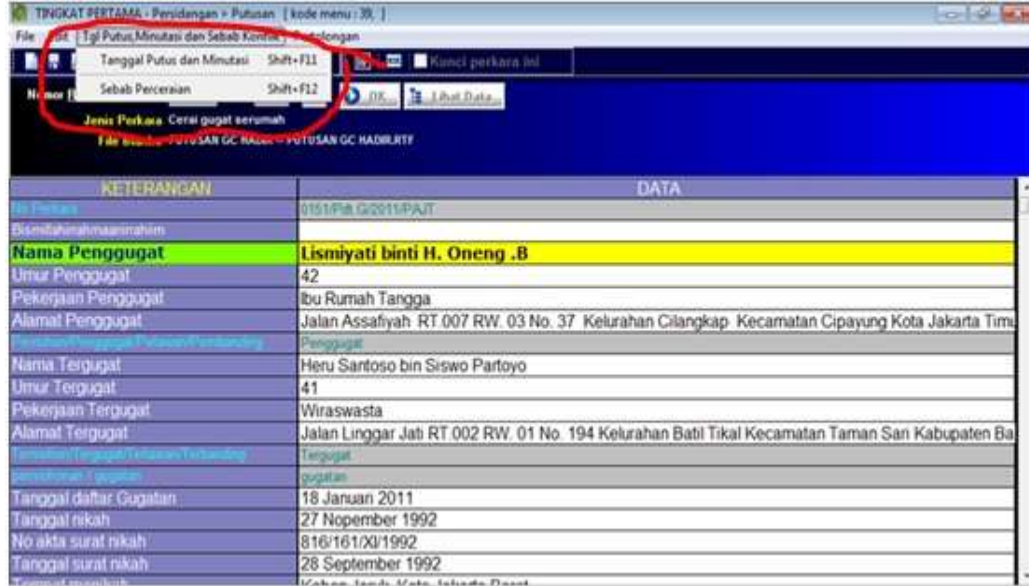 TINGKAT PERTAMA - Persidangan > Putusan [ kode menu : 39, ]
File Edit Tgl Putus,Minutasi dan Sebab Konflik
Tanggal Putus dan Minutasi Shift+F11
Kunci perkara ini
Sebab Perceraian Shift+F12
Nomor
OK
Lihat Data
Jenis Perkara Cerai gugat serumah
PUTUSAN GC HADIR.RTF
KETERANGAN DATA
No Perkara 0151/Pdt.G/2011/PAJT
Bismillahirrahmaanirrahiim
Nama Penggugat Lismiyati binti H. Oneng .B
Umur Penggugat 42
Pekerjaan Penggugat Ibu Rumah Tangga
Alamat Penggugat Jalan Assafiyah RT.007 RW. 03 No. 37 Kelurahan Cilangkap Kecamatan Cipayung Kota Jakarta Timu
Penggugat
Nama Tergugat Heru Santoso bin Siswo Partoyo
Umur Tergugat 41
Pekerjaan Tergugat Wiraswasta
Alamat Tergugat Jalan Linggar Jati RT.002 RW. 01 No. 194 Kelurahan Batil Tikal Kecamatan Taman Sari Kabupaten Ba
Tergugat
permohonan / gugatan gugatan
Tanggal daftar Gugatan 18 Januari 2011
Tanggal nikah 27 Nopember 1992
No akta surat nikah 816/161/XI/1992
Tanggal surat nikah 28 September 1992